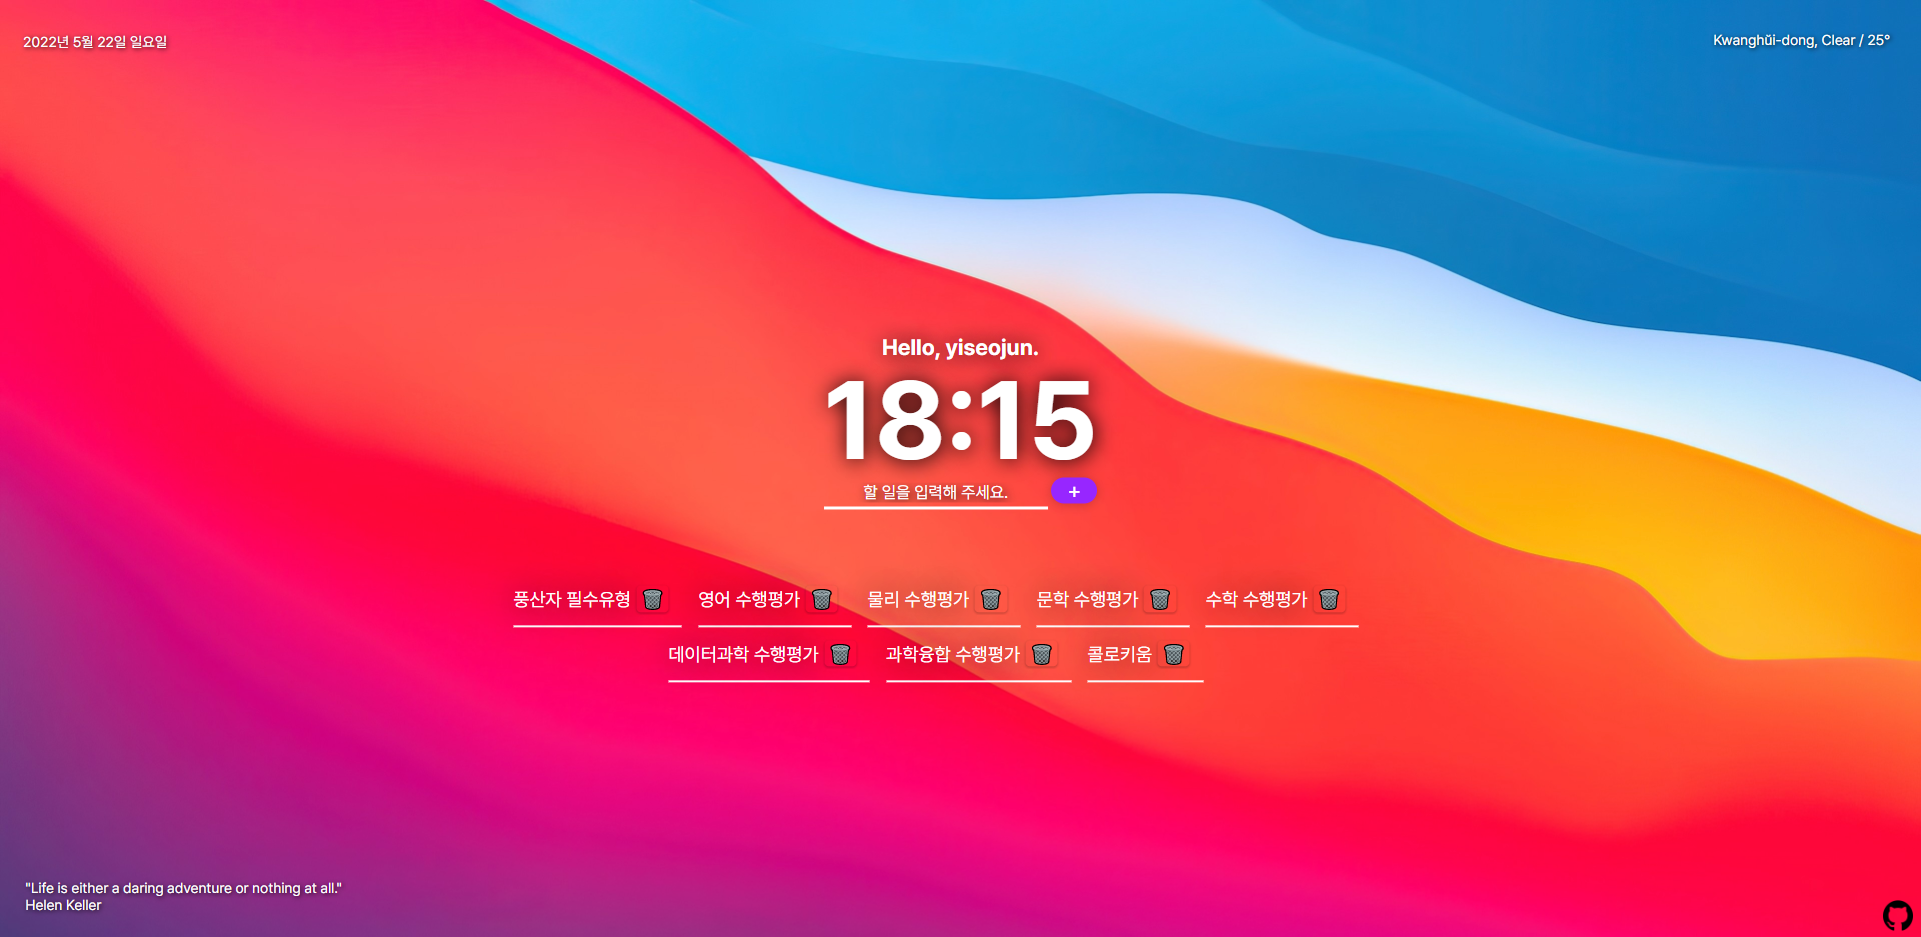 2022년 5월 22일 일요일
Kwanghŭi-dong, Clear / 25°
Hello, yiseojun.
18:15
할 일을 입력해 주세요.
+
풍산자 필수유형
영어 수행평가
물리 수행평가
문학 수행평가
수학 수행평가
데이터과학 수행평가
과학융합 수행평가
콜로키움
"Life is either a daring adventure or nothing at all."
Helen Keller